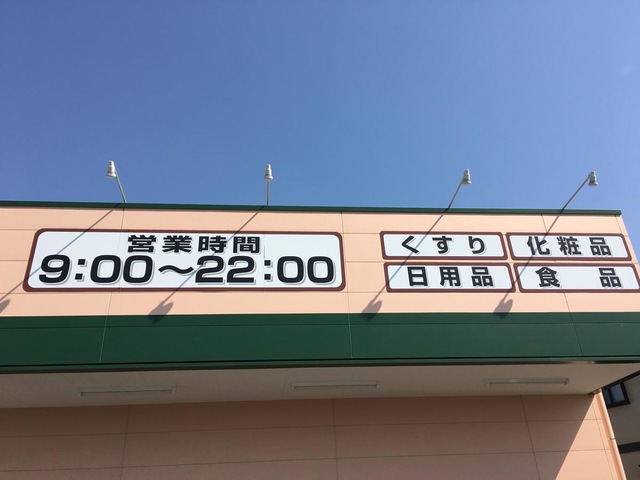 営業時間
9:00～22:00
くすり
化粧品
日用品
食品